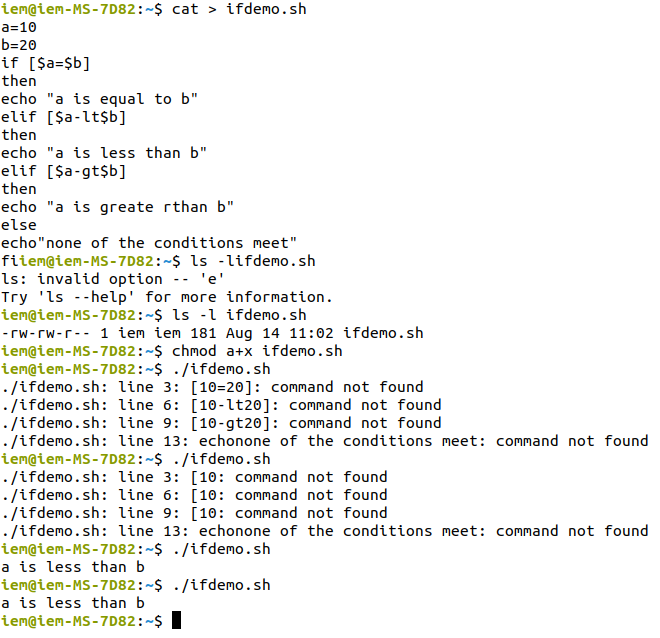 iem@iem-MS-7D82:~$ cat > ifdemo.sh
a=10
b=20
if [$a=$b]
then
echo "a is equal to b"
elif [$a-lt$b]
then
echo "a is less than b"
elif [$a-gt$b]
then
echo "a is greate rthan b"
else
echo"none of the conditions meet"
fiiem@iem-MS-7D82:~$ ls -lifdemo.sh
ls: invalid option -- 'e'
Try 'ls --help' for more information.
iem@iem-MS-7D82:~$ ls -l ifdemo.sh
-rw-rw-r-- 1 iem iem 181 Aug 14 11:02 ifdemo.sh
iem@iem-MS-7D82:~$ chmod a+x ifdemo.sh
iem@iem-MS-7D82:~$ ./ifdemo.sh
./ifdemo.sh: line 3: [10=20]: command not found
./ifdemo.sh: line 6: [10-lt20]: command not found
./ifdemo.sh: line 9: [10-gt20]: command not found
./ifdemo.sh: line 13: echonone of the conditions meet: command not found
iem@iem-MS-7D82:~$ ./ifdemo.sh
./ifdemo.sh: line 3: [10: command not found
./ifdemo.sh: line 6: [10: command not found
./ifdemo.sh: line 9: [10: command not found
./ifdemo.sh: line 13: echonone of the conditions meet: command not found
iem@iem-MS-7D82:~$ ./ifdemo.sh
a is less than b
iem@iem-MS-7D82:~$ ./ifdemo.sh
a is less than b
iem@iem-MS-7D82:~$